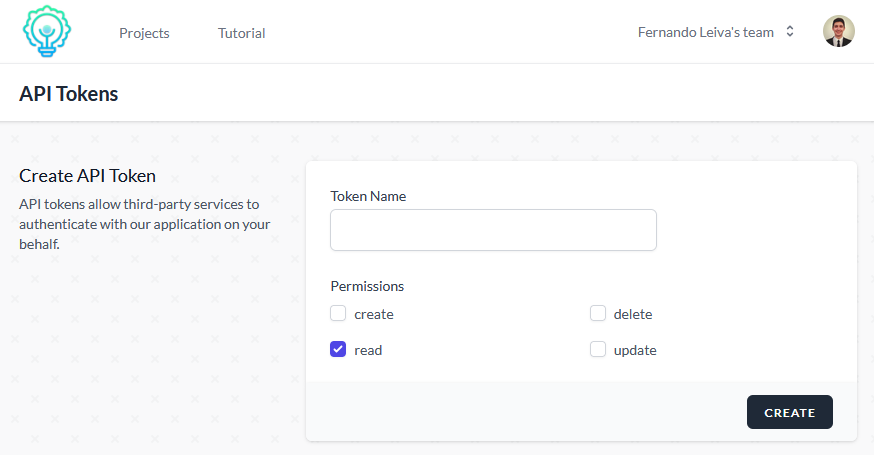 Projects
Tutorial
Fernando Leiva's team
API Tokens
Create API Token
API tokens allow third-party services to
authenticate with our application on your
behalf.
Token Name
Permissions
create
delete
read
update
CREATE